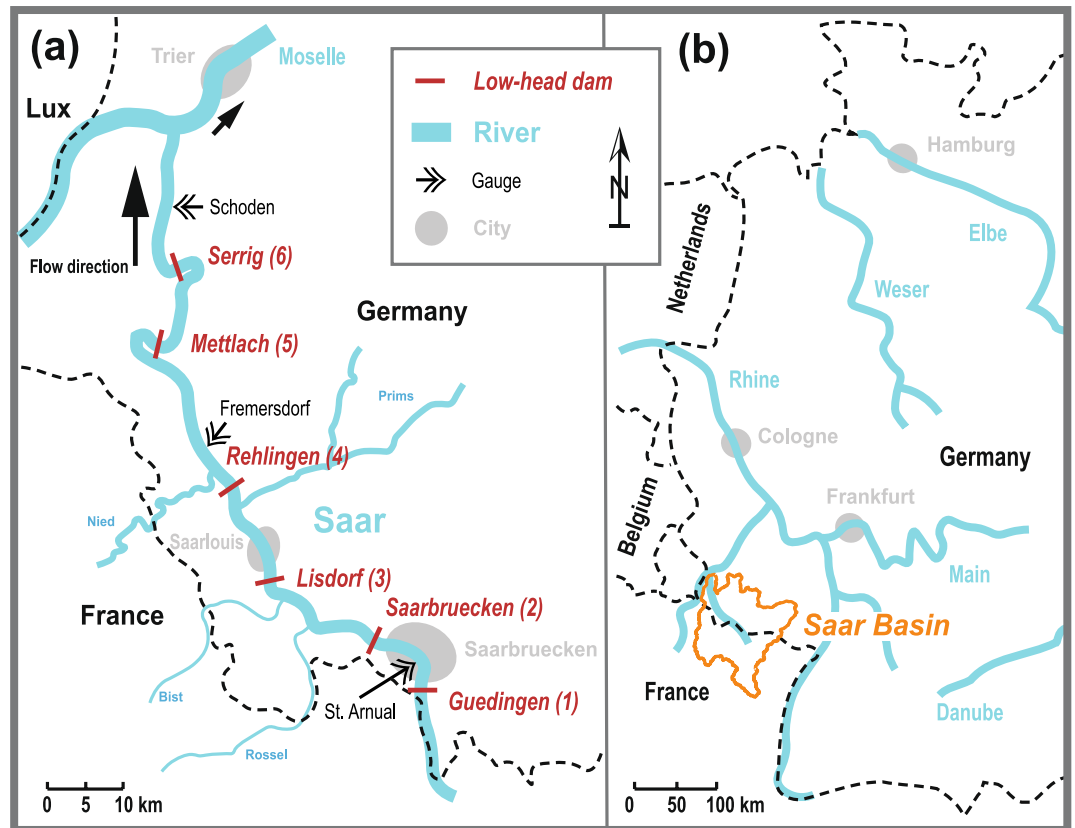 (a)
Trier
Moselle
Lux
Schoden
Flow direction
Serrig (6)
Germany
Mettlach (5)
Prims
Fremersdorf
Rehlingen (4)
Nied
Saar
Saarlouis
Lisdorf (3)
France
Saarbruecken (2)
Saarbruecken
Bist
St. Arnual
Guedingen (1)
Rossel
0 5 10 km
Low-head dam
River
Gauge
City
N
(b)
Hamburg
Elbe
Netherlands
Weser
Rhine
Cologne
Germany
Belgium
Frankfurt
Main
Saar Basin
France
Danube
0 50 100 km